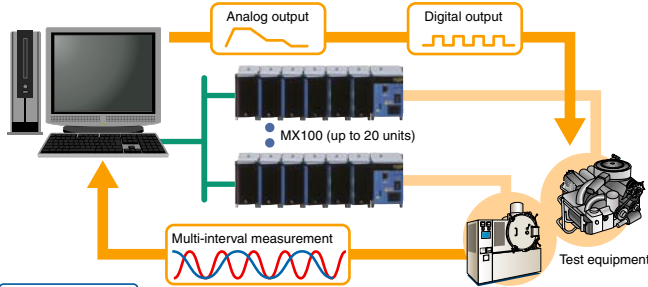 Analog output
Digital output
MX100 (up to 20 units)
Multi-interval measurement
Test equipment